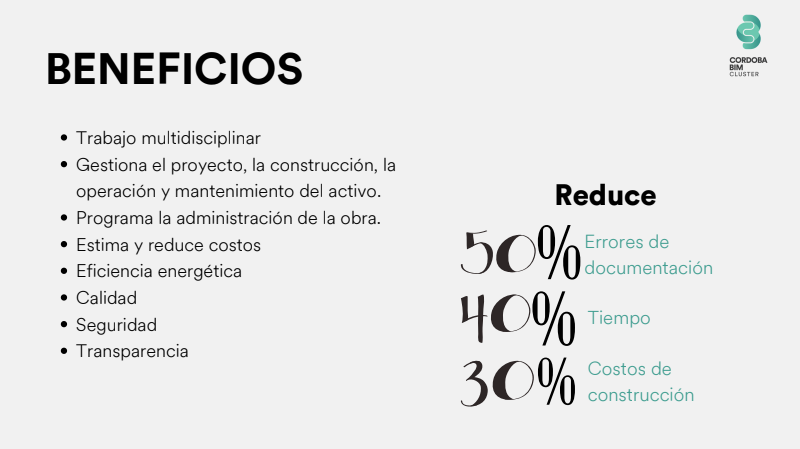 CORDOBA
BIM
CLUSTER
BENEFICIOS
• Trabajo multidisciplinar
• Gestiona el proyecto, la construcción, la
operación y mantenimiento del activo.
• Programa la administración de la obra.
• Estima y reduce costos
• Eficiencia energética
• Calidad
• Seguridad
• Transparencia
Reduce
50% Errores de
documentación
40% Tiempo
30% Costos de
construcción